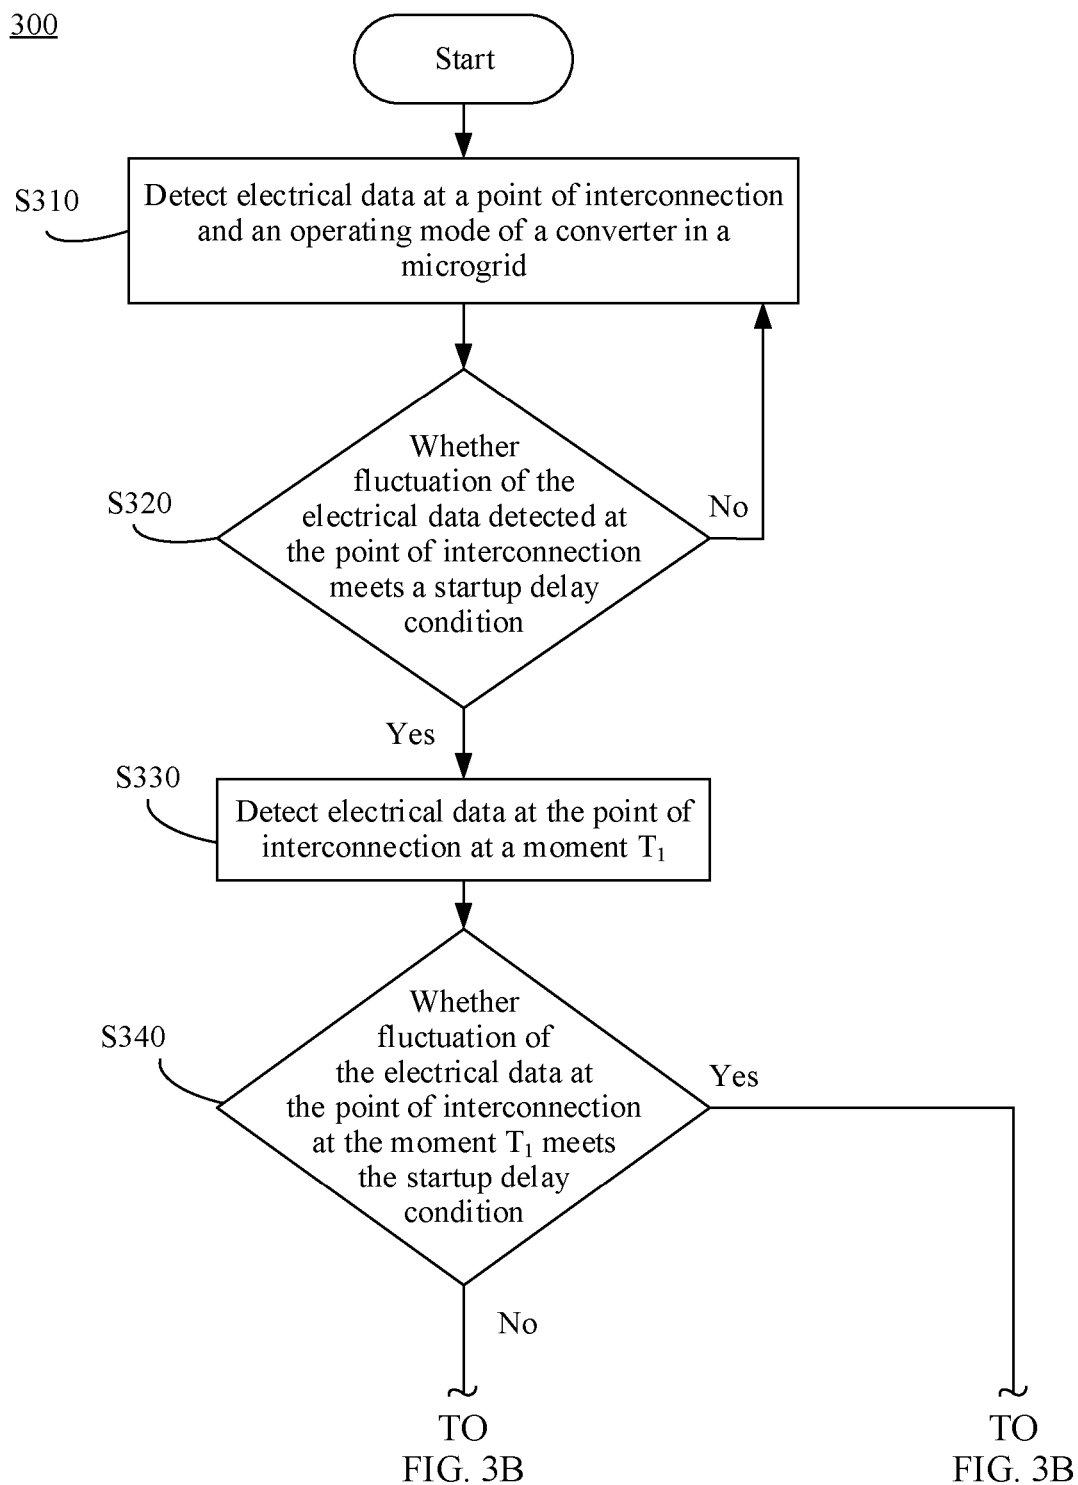 300
Start
S310
Detect electrical data at a point of interconnection
and an operating mode of a converter in a
microgrid
S320
Whether
fluctuation of the
electrical data detected at
the point of interconnection
meets a startup delay
condition
No
Yes
S330
Detect electrical data at the point of
interconnection at a moment T₁
S340
Whether
fluctuation of
the electrical data at
the point of interconnection
at the moment T₁ meets
the startup delay
condition
Yes
No
TO
FIG. 3B
TO
FIG. 3B